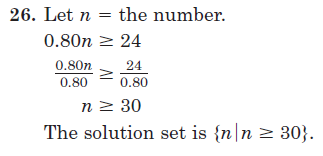 26. Let n = the number.
0.80n ≥ 24
0.80n/0.80 ≥ 24/0.80
n ≥ 30
The solution set is {n|n ≥ 30}.